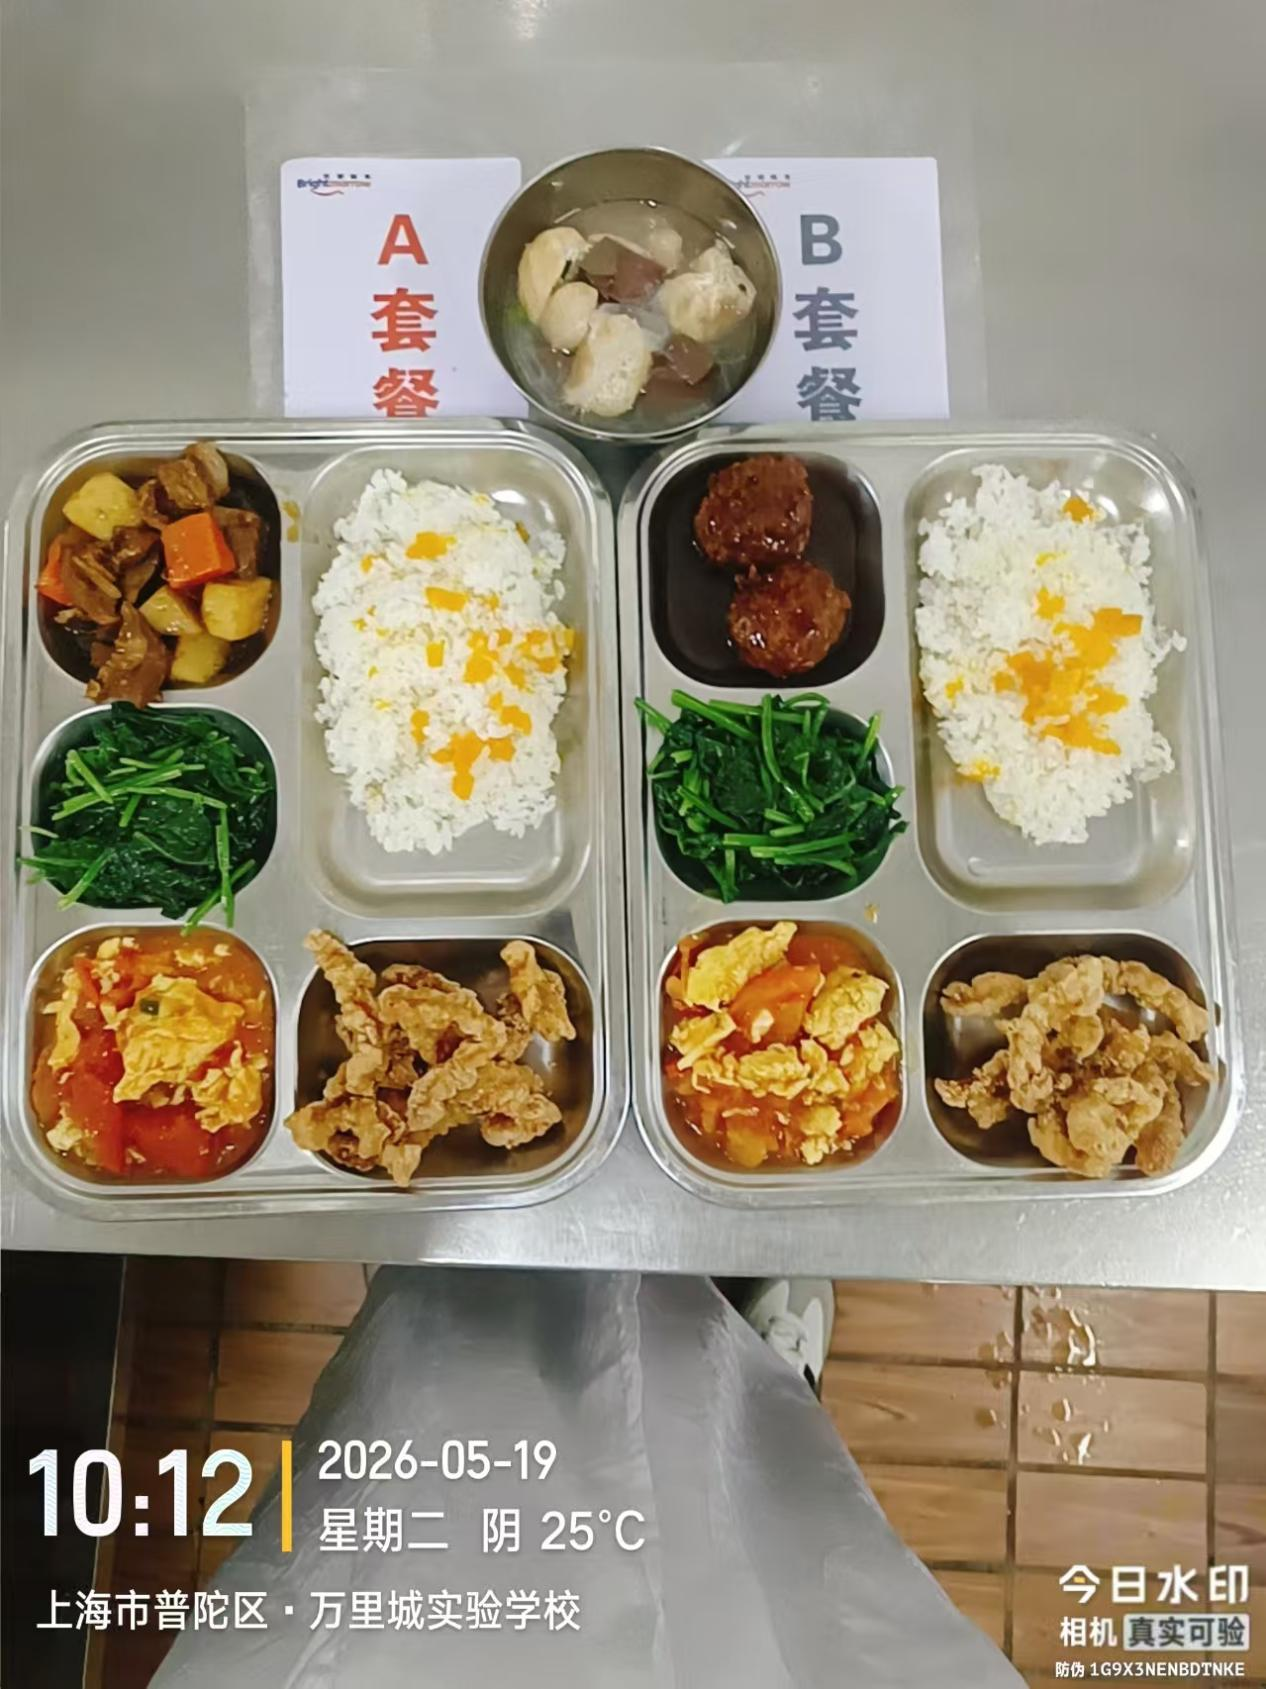 Brightmorrow
A
套
餐
B
套
餐
10:12
2026-05-19
星期二 阴 25°C
上海市普陀区·万里城实验学校
今日水印
相机 真实可验
防伪 1G9X3NENBDTNKE